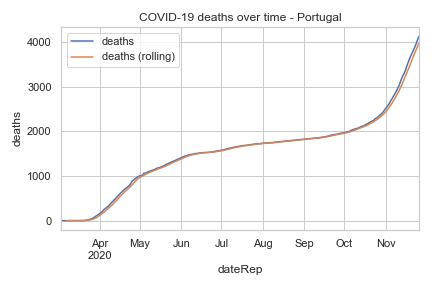 COVID-19 deaths over time - Portugal
deaths
deaths (rolling)
4000
3000
2000
1000
0
deaths
Apr May Jun Jul Aug Sep Oct Nov
2020
dateRep